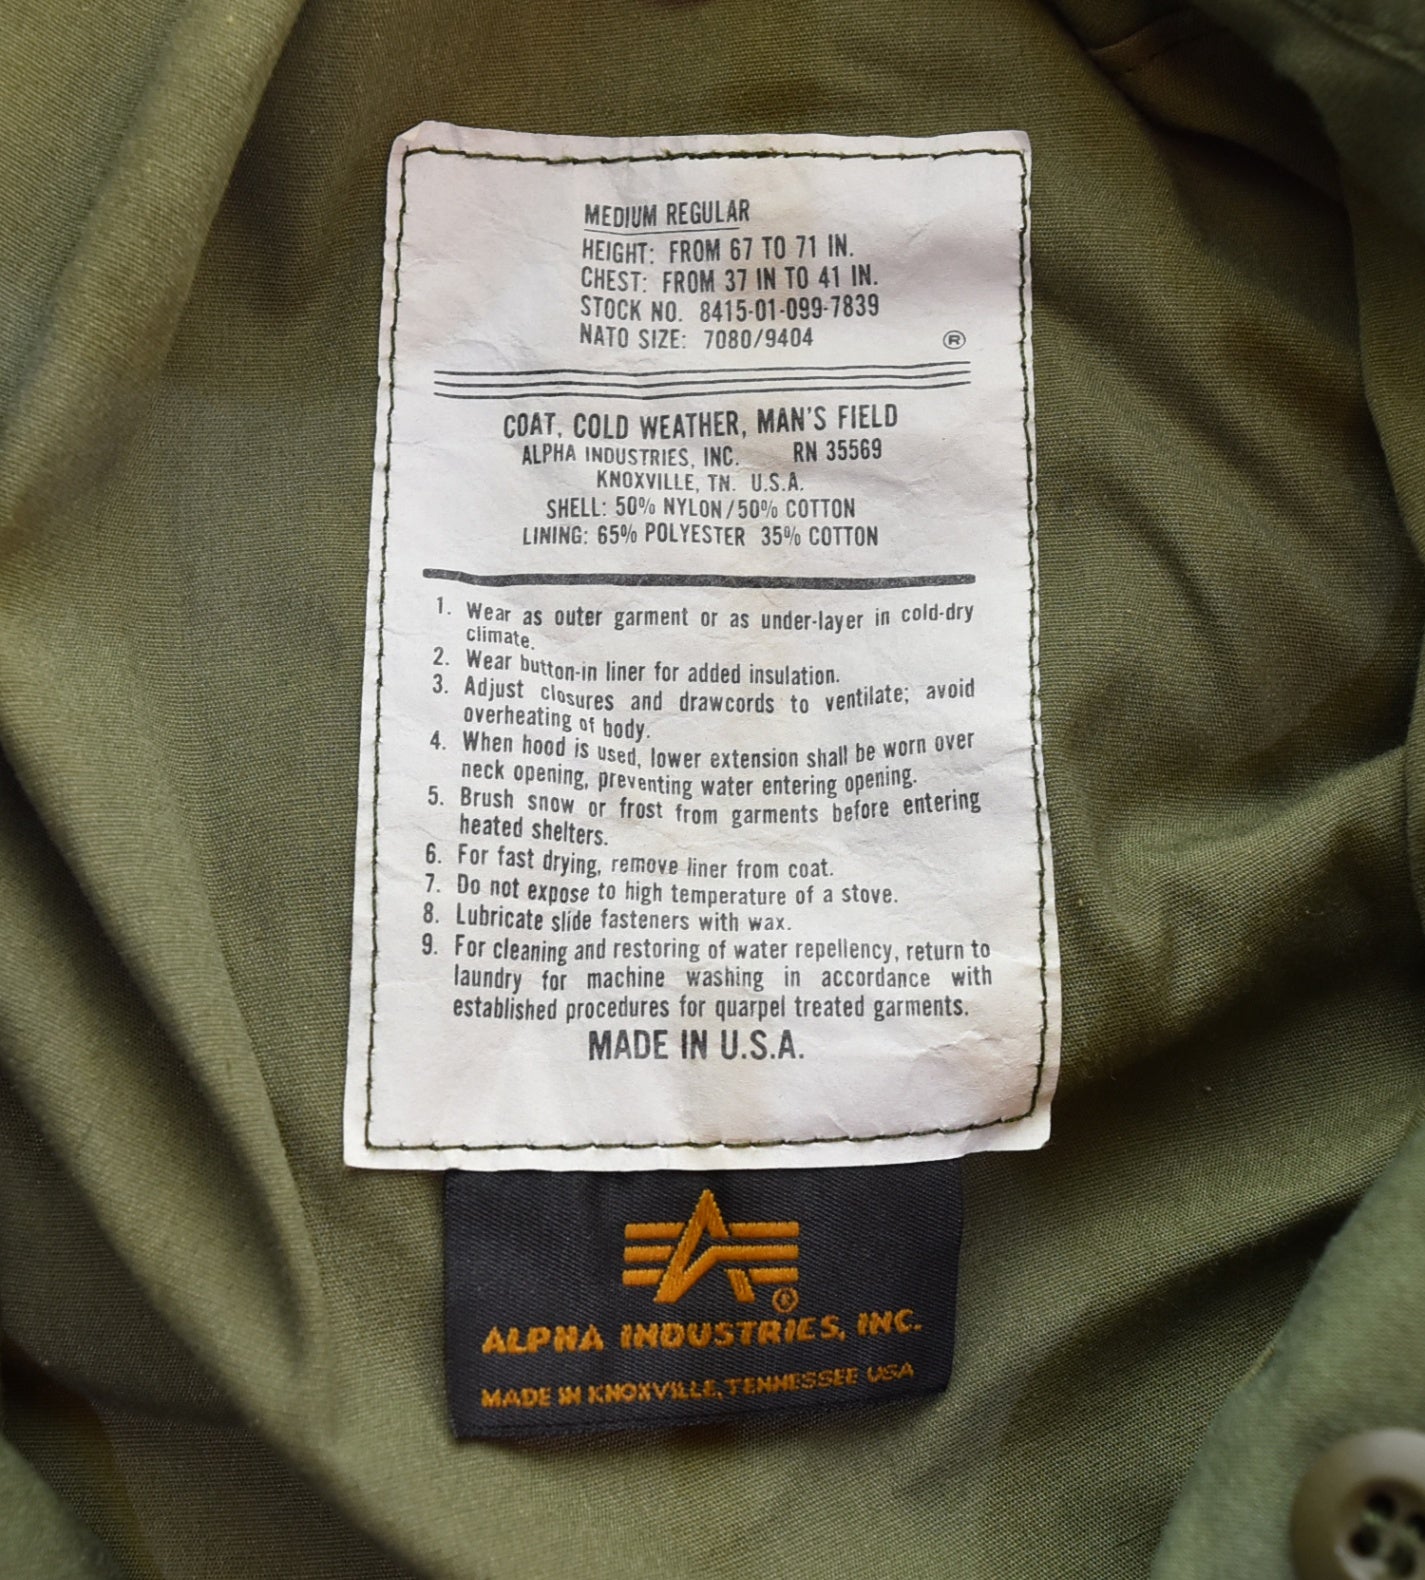 MEDIUM REGULAR
HEIGHT: FROM 67 TO 71 IN.
CHEST: FROM 37 IN TO 41 IN.
STOCK NO. 8415-01-099-7839
NATO SIZE: 7080/9404 ®
COAT, COLD WEATHER, MAN'S FIELD
ALPHA INDUSTRIES, INC. RN 35569
KNOXVILLE, TN. U.S.A.
SHELL: 50% NYLON/50% COTTON
LINING: 65% POLYESTER 35% COTTON
1. Wear as outer garment or as under-layer in cold-dry
climate.
2. Wear button-in liner for added insulation.
3. Adjust closures and drawcords to ventilate; avoid
overheating of body.
4. When hood is used, lower extension shall be worn over
neck opening, preventing water entering opening.
5. Brush snow or frost from garments before entering
heated shelters.
6. For fast drying, remove liner from coat.
7. Do not expose to high temperature of a stove.
8. Lubricate slide fasteners with wax.
9. For cleaning and restoring of water repellency, return to
laundry for machine washing in accordance with
established procedures for quarpel treated garments.
MADE IN U.S.A.
®
ALPHA INDUSTRIES, INC.
MADE IN KNOXVILLE, TENNESSEE USA